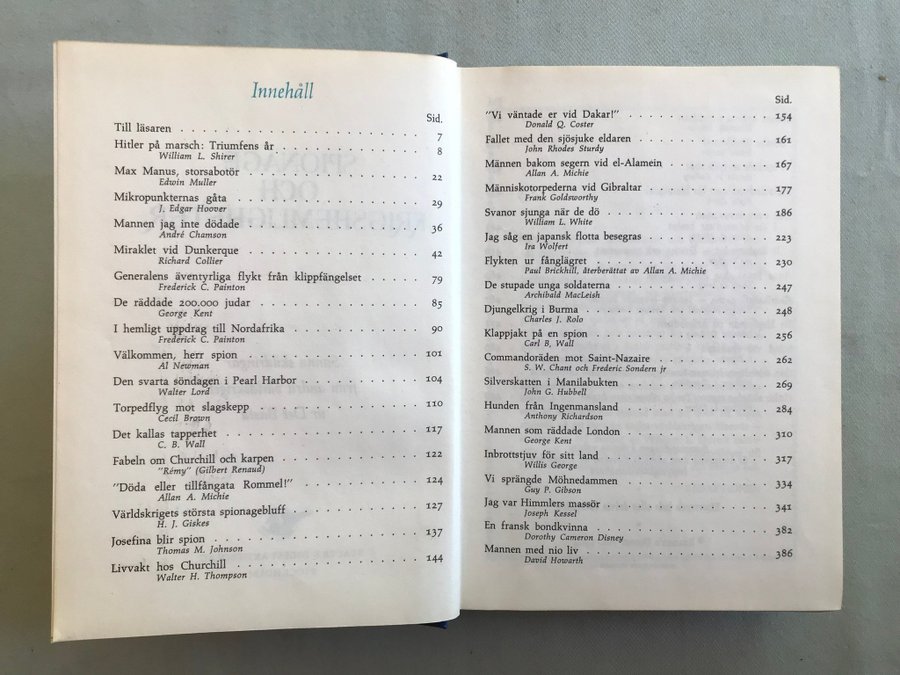 Innehåll
Sid.
Till läsaren . . . 7
Hitler på marsch: Triumfens år . . . 8
William L. Shirer
Max Manus, storsabotör . . . 22
Edwin Muller
Mikropunkternas gåta . . . 29
J. Edgar Hoover
Mannen jag inte dödade . . . 36
André Chamson
Miraklet vid Dunkerque . . . 42
Richard Collier
Generalens äventyrliga flykt från klippfängelset . . . 79
Frederick C. Painton
De räddade 200.000 judar . . . 85
George Kent
I hemligt uppdrag till Nordafrika . . . 90
Frederick C. Painton
Välkommen, herr spion . . . 101
Al Newman
Den svarta söndagen i Pearl Harbor . . . 104
Walter Lord
Torpedflyg mot slagskepp . . . 110
Cecil Brown
Det kallas tapperhet . . . 117
C. B. Wall
Fabeln om Churchill och karpen . . . 122
"Rémy" (Gilbert Renaud)
"Döda eller tillfångata Rommel!" . . . 124
Allan A. Michie
Världskrigets största spionagebluff . . . 127
H. J. Giskes
Josefina blir spion . . . 137
Thomas M. Johnson
Livvakt hos Churchill . . . 144
Walter H. Thompson
Sid.
"Vi väntade er vid Dakar!" . . . 154
Donald Q. Coster
Fallet med den sjösjuke eldaren . . . 161
John Rhodes Sturdy
Männen bakom segern vid el-Alamein . . . 167
Allan A. Michie
Människotorpederna vid Gibraltar . . . 177
Frank Goldsworthy
Svanor sjunga när de dö . . . 186
William L. White
Jag såg en japansk flotta besegras . . . 223
Ira Wolfert
Flykten ur fånglägret . . . 230
Paul Brickhill, återberättat av Allan A. Michie
De stupade unga soldaterna . . . 247
Archibald MacLeish
Djungelkrig i Burma . . . 248
Charles J. Rolo
Klappjakt på en spion . . . 256
Carl B, Wall
Commandoräden mot Saint-Nazaire . . . 262
S. W. Chant och Frederic Sondern jr
Silverskatten i Manilabukten . . . 269
John G. Hubbell
Hunden från Ingenmansland . . . 284
Anthony Richardson
Mannen som räddade London . . . 310
George Kent
Inbrottstjuv för sitt land . . . 317
Willis George
Vi sprängde Möhnedammen . . . 334
Guy P. Gibson
Jag var Himmlers massör . . . 341
Joseph Kessel
En fransk bondkvinna . . . 382
Dorothy Cameron Disney
Mannen med nio liv . . . 386
David Howarth